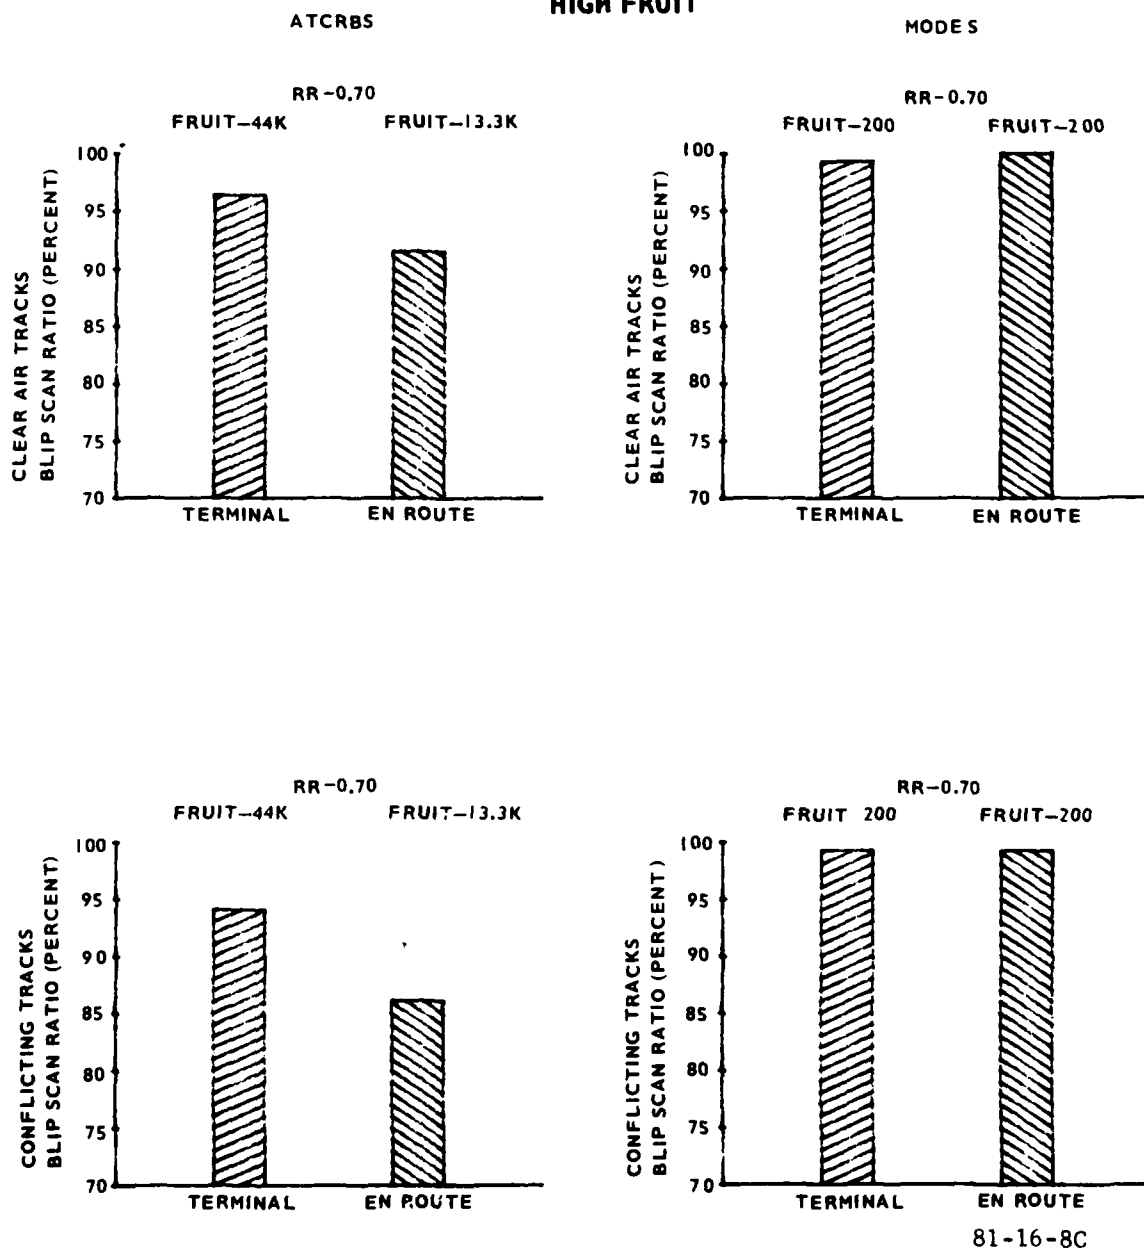 HIGH FRUIT
ATCRBS
MODE S
RR-0.70
FRUIT-44K FRUIT-13.3K
100
95
90
85
80
75
70
CLEAR AIR TRACKS
BLIP SCAN RATIO (PERCENT)
TERMINAL EN ROUTE
RR-0.70
FRUIT-200 FRUIT-200
100
95
90
85
80
75
70
CLEAR AIR TRACKS
BLIP SCAN RATIO (PERCENT)
TERMINAL EN ROUTE
RR-0.70
FRUIT-44K FRUIT-13.3K
100
95
90
85
80
75
70
CONFLICTING TRACKS
BLIP SCAN RATIO (PERCENT)
TERMINAL EN ROUTE
RR-0.70
FRUIT 200 FRUIT-200
100
95
90
85
80
75
70
CONFLICTING TRACKS
BLIP SCAN RATIO (PERCENT)
TERMINAL EN ROUTE
81-16-8C